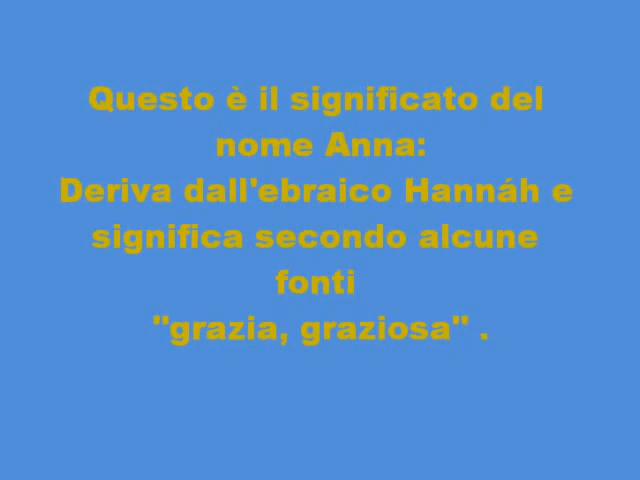 Questo è il significato del
nome Anna:
Deriva dall'ebraico Hannáh e
significa secondo alcune
fonti
"grazia, graziosa" .